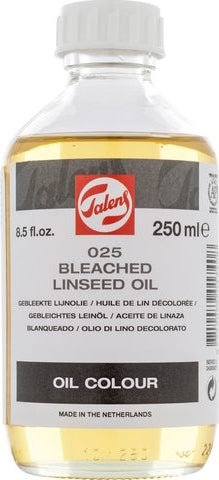 Talens
8.5 fl.oz.
250 ml e
025
BLEACHED
LINSEED OIL
GEBLEEKTE LIJNOLIE / HUILE DE LIN DÉCOLORÉE /
GEBLEICHTES LEINÖL / ACEITE DE LINAZA
BLANQUEADO / OLIO DI LINO DECOLORATO
OIL COLOUR
MADE IN THE NETHERLANDS